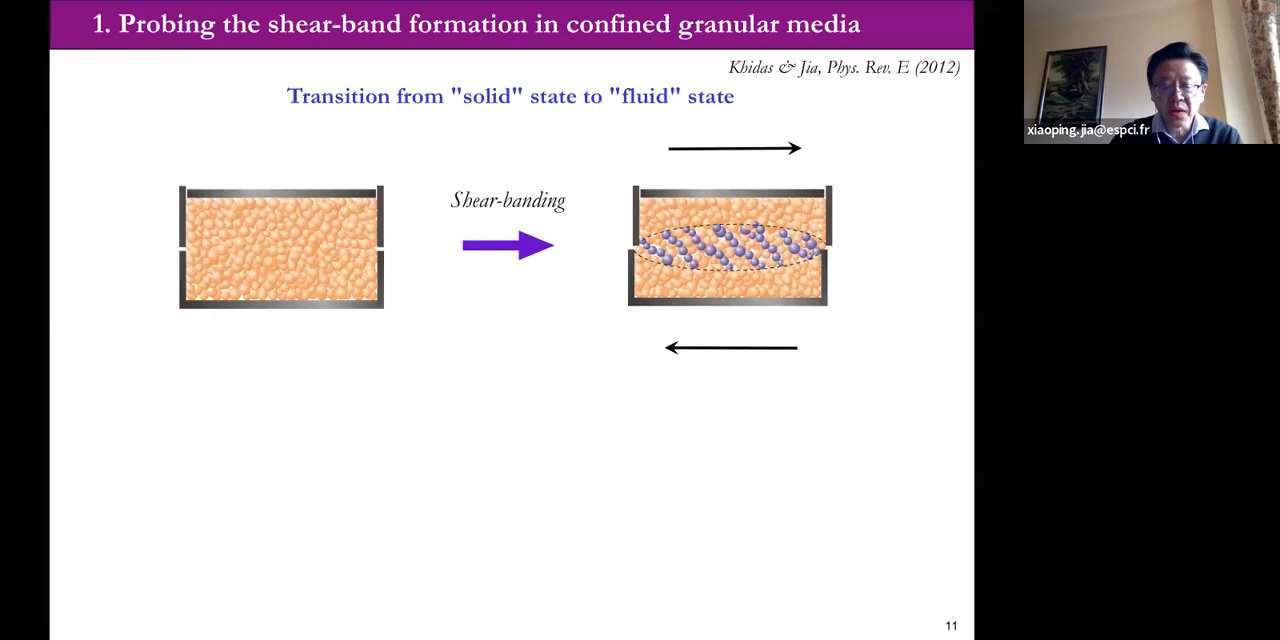 1. Probing the shear-band formation in confined granular media
Khidas & Jia, Phys. Rev. E (2012)
Transition from "solid" state to "fluid" state
xiaoping.jia@espci.fr
Shear-banding
11